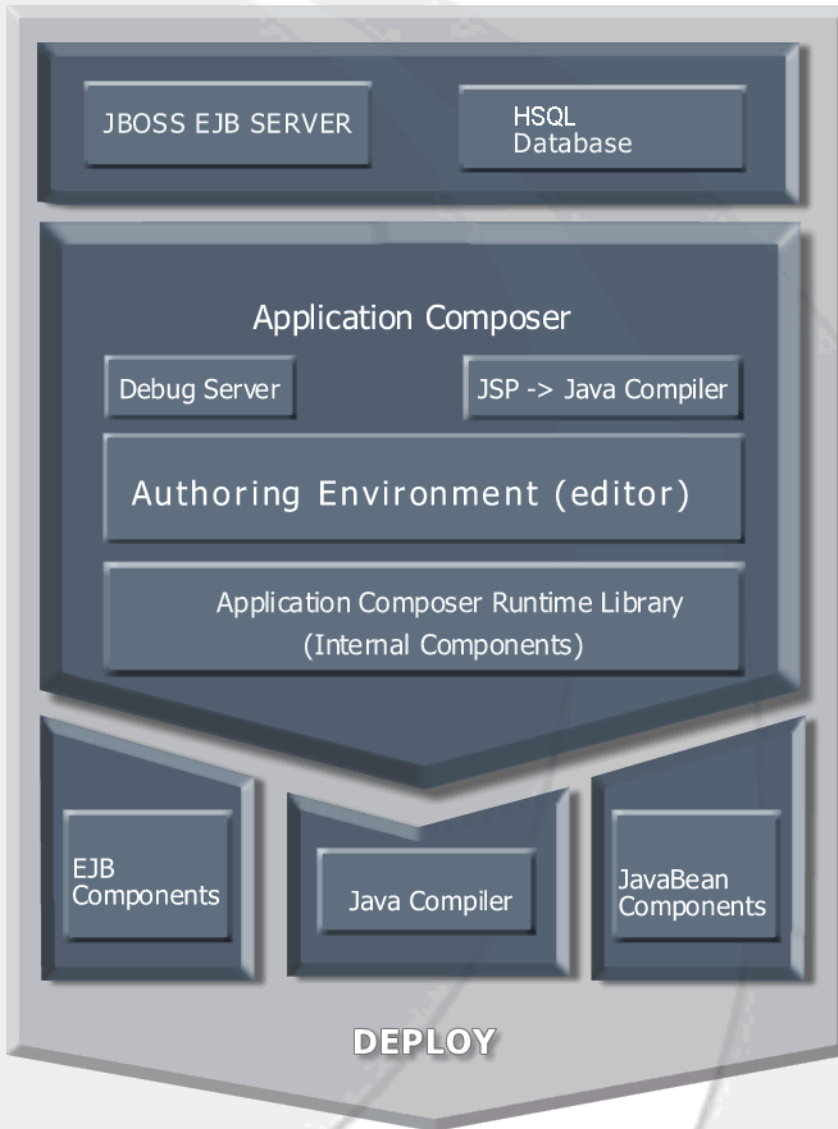 JBOSS EJB SERVER
HSQL
Database
Application Composer
Debug Server
JSP -> Java Compiler
Authoring Environment (editor)
Application Composer Runtime Library
(Internal Components)
EJB
Components
Java Compiler
JavaBean
Components
DEPLOY